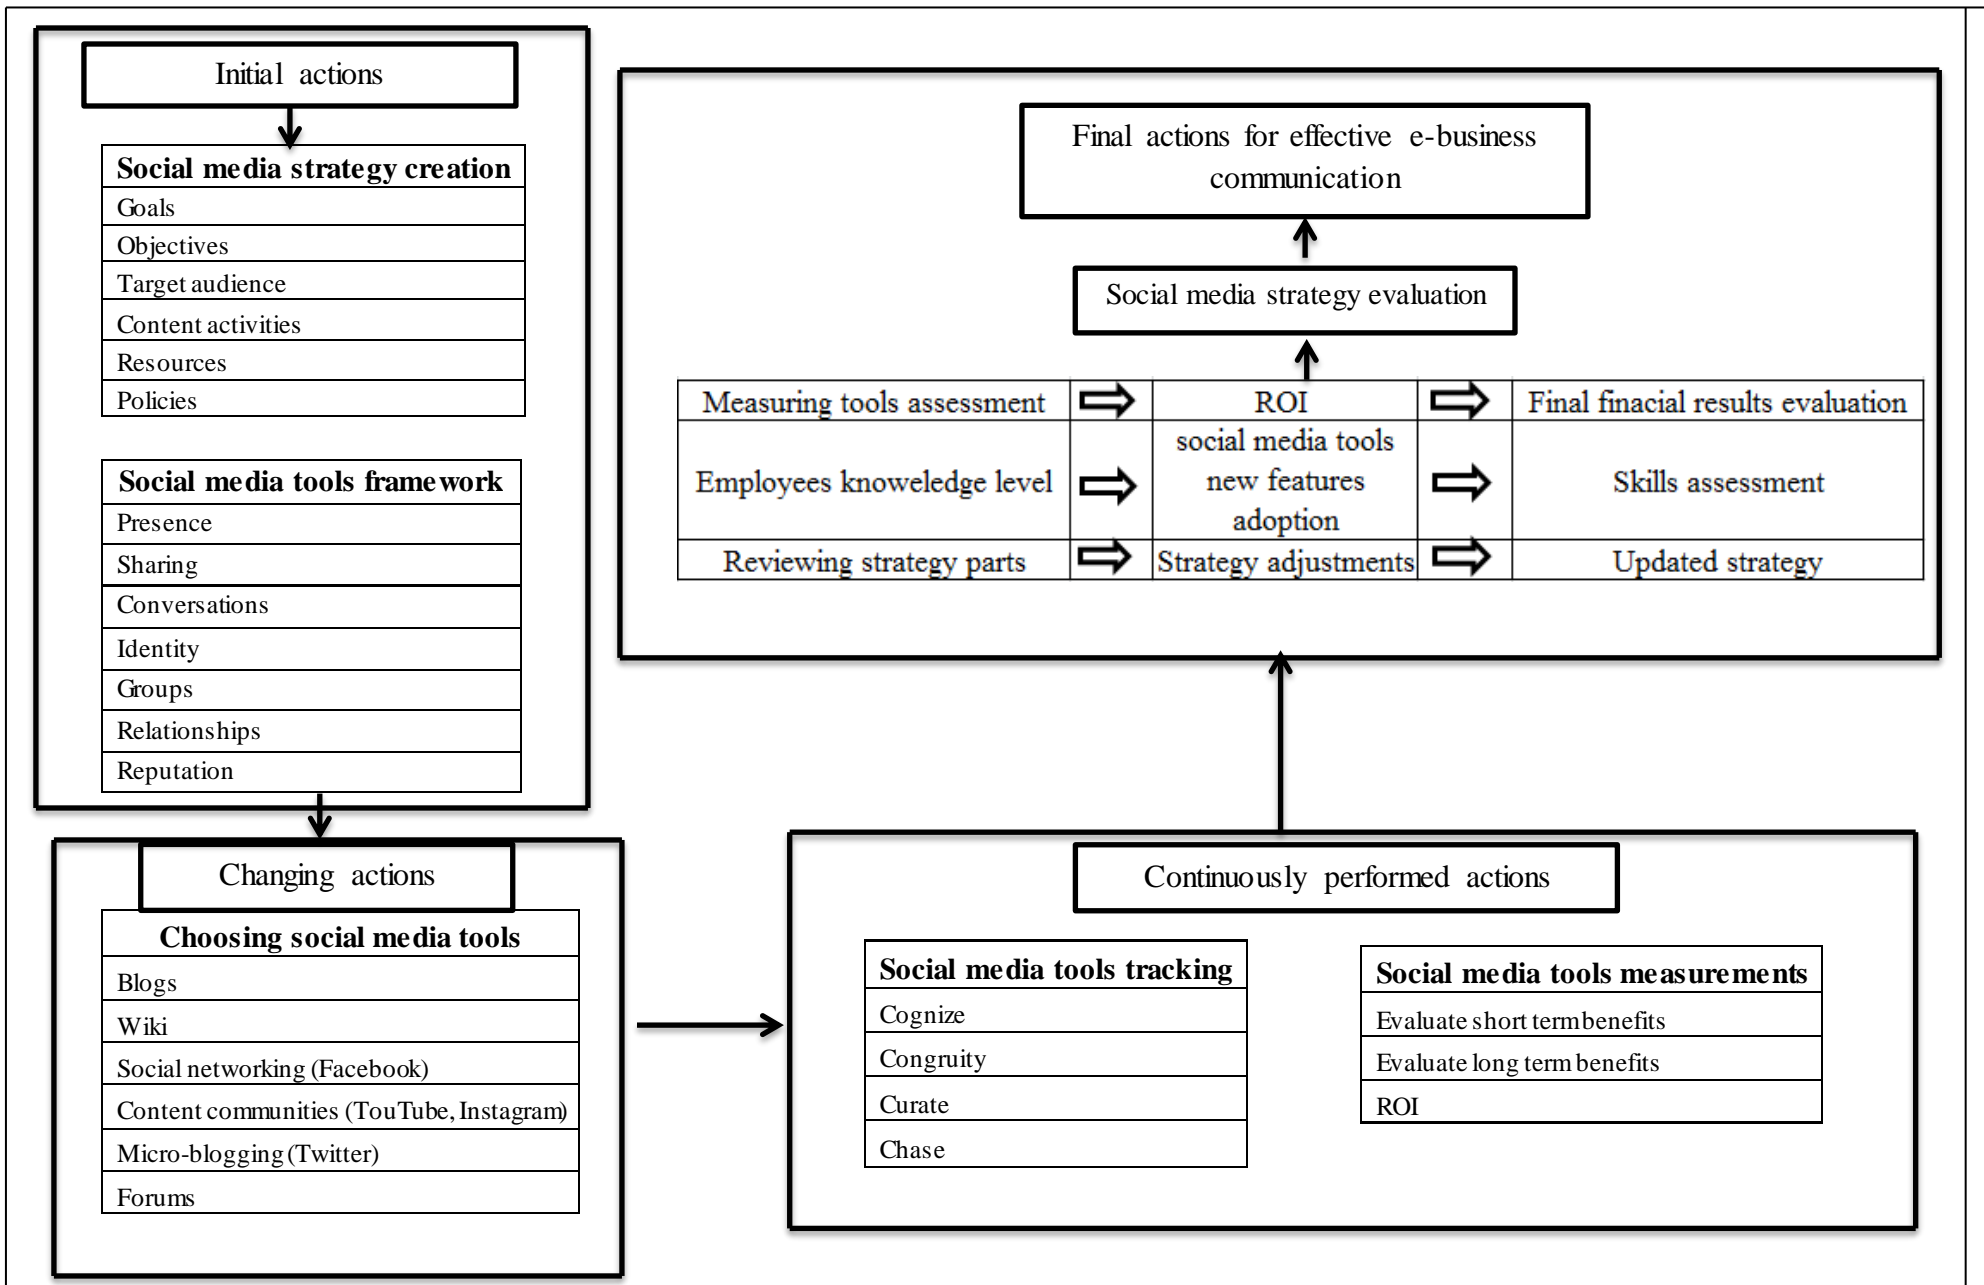 Initial actions
Social media strategy creation
Goals
Objectives
Target audience
Content activities
Resources
Policies
Social media tools framework
Presence
Sharing
Conversations
Identity
Groups
Relationships
Reputation
Changing actions
Choosing social media tools
Blogs
Wiki
Social networking (Facebook)
Content communities (TouTube, Instagram)
Micro-blogging (Twitter)
Forums
Continuously performed actions
Social media tools tracking
Cognize
Congruity
Curate
Chase
Social media tools measurements
Evaluate short term benefits
Evaluate long term benefits
ROI
Final actions for effective e-business
communication
Social media strategy evaluation
Measuring tools assessment
ROI
Final finacial results evaluation
Employees knoweledge level
social media tools
new features
adoption
Skills assessment
Reviewing strategy parts
Strategy adjustments
Updated strategy